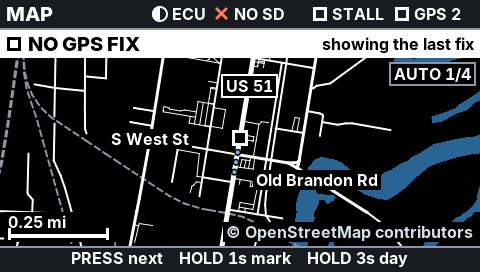 MAP ECU NO SD STALL GPS 2
NO GPS FIX showing the last fix
AUTO 1/4
US 51
S West St
Old Brandon Rd
0.25 mi
© OpenStreetMap contributors
PRESS next HOLD 1s mark HOLD 3s day